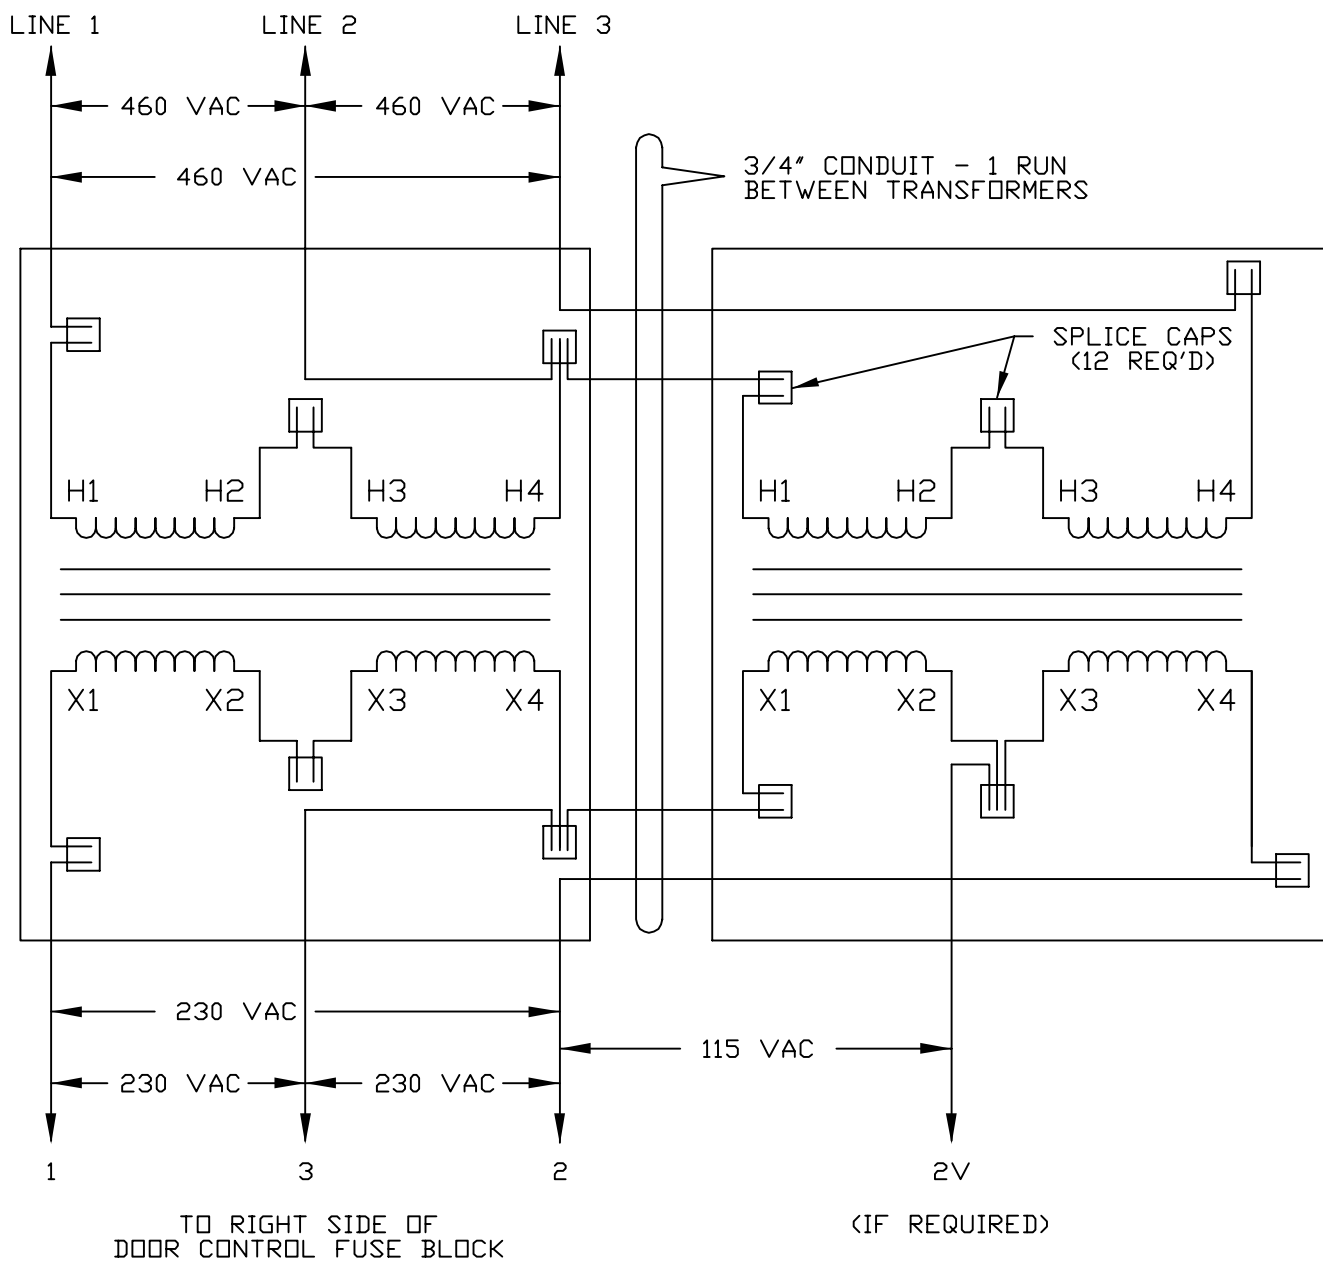 LINE 1 LINE 2 LINE 3
460 VAC 460 VAC
460 VAC
3/4" CONDUIT - 1 RUN
BETWEEN TRANSFORMERS
SPLICE CAPS
(12 REQ'D)
H1 H2 H3 H4 H1 H2 H3 H4
X1 X2 X3 X4 X1 X2 X3 X4
230 VAC
115 VAC
230 VAC 230 VAC
1 3 2 2V
TO RIGHT SIDE OF
DOOR CONTROL FUSE BLOCK
(IF REQUIRED)